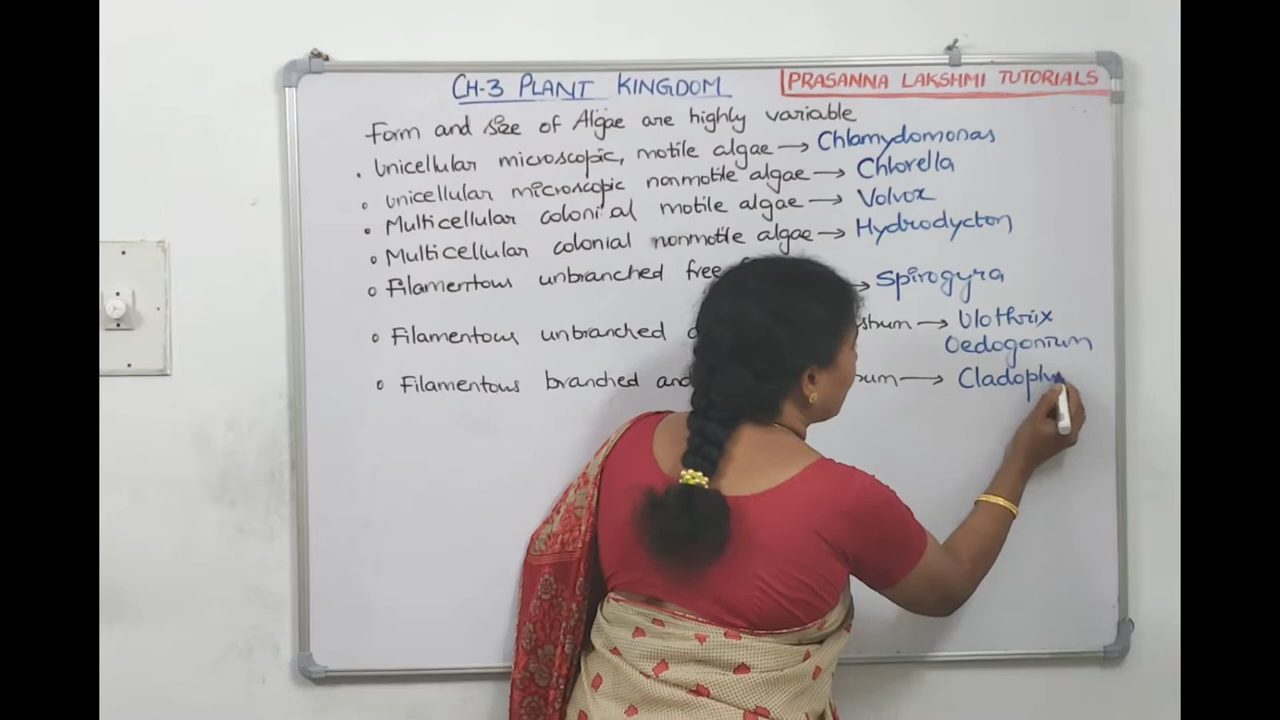 CH-3 PLANT KINGDOM
PRASANNA LAKSHMI TUTORIALS
Form and size of Algae are highly variable
Unicellular microscopic, motile algae → Chlamydomonas
Unicellular microscopic nonmotile algae → Chlorella
Multicellular colonial motile algae → Volvox
Multicellular colonial nonmotile algae → Hydrodycton
Filamentous unbranched free → Spirogyra
Filamentous unbranched → Ulothrix
Oedogonium
Filamentous branched and → Cladoph